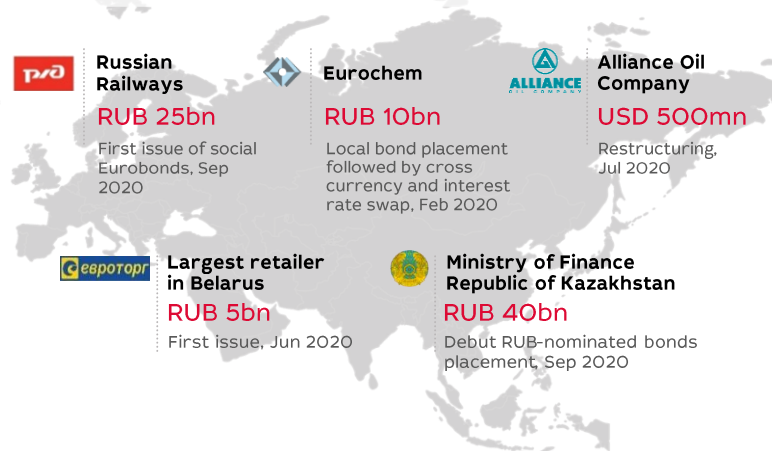 Russian
Railways
RUB 25bn
First issue of social
Eurobonds, Sep
2020
Eurochem
RUB 10bn
Local bond placement
followed by cross
currency and interest
rate swap, Feb 2020
ALLIANCE
OIL COMPANY
Alliance Oil
Company
USD 500mn
Restructuring,
Jul 2020
евроторг
Largest retailer
in Belarus
RUB 5bn
First issue, Jun 2020
Ministry of Finance
Republic of Kazakhstan
RUB 40bn
Debut RUB-nominated bonds
placement, Sep 2020